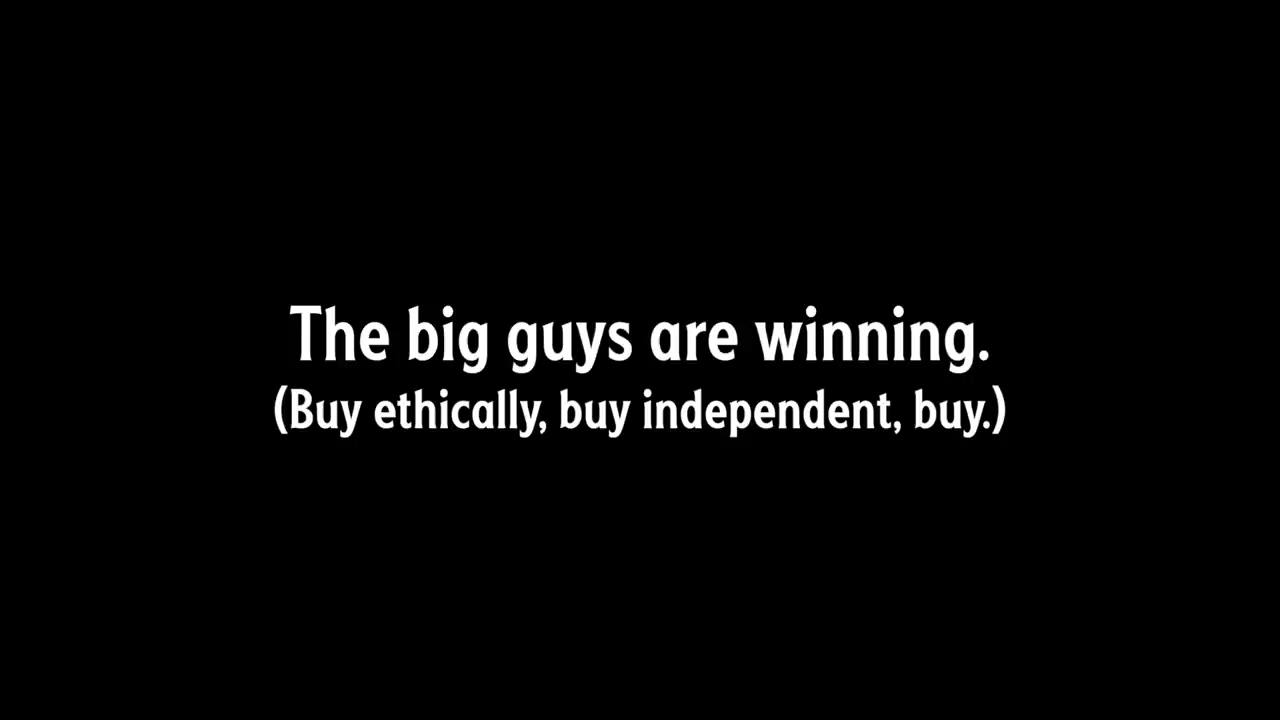 The big guys are winning.
(Buy ethically, buy independent, buy.)